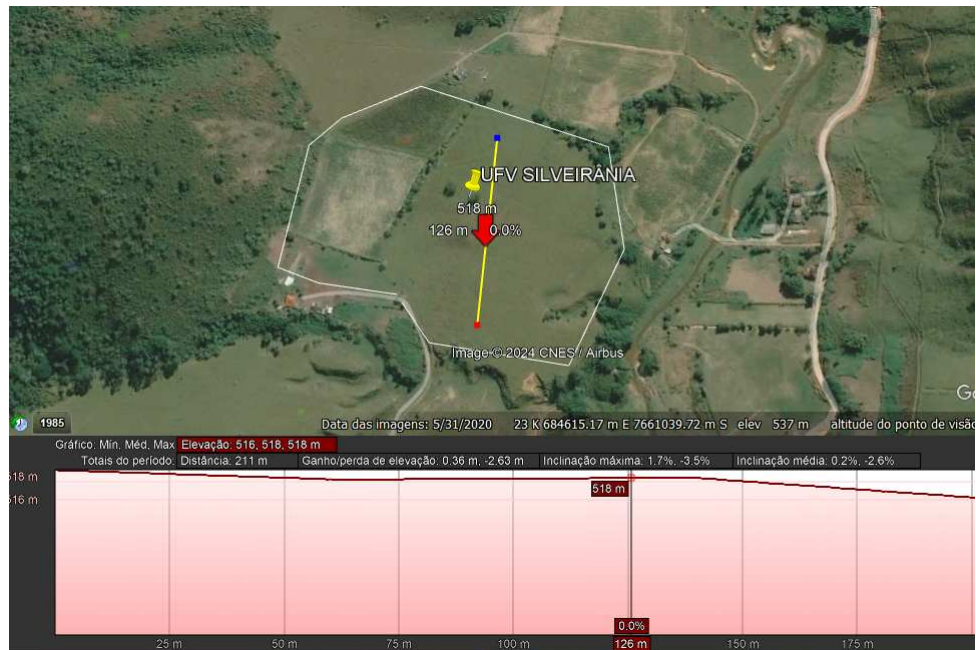 UFV SILVEIRÂNIA
518 m
126 m 0.0%
Image © 2024 CNES / Airbus
Go
1985
Data das imagens: 5/31/2020 23 K 684615.17 m E 7661039.72 m S elev 537 m altitude do ponto de visão
Gráfico: Mín. Méd, Max Elevação: 516, 518, 518 m
Totais do período: Distância: 211 m Ganho/perda de elevação: 0.36 m, -2.63 m Inclinação máxima: 1.7%, -3.5% Inclinação média: 0.2%, -2.6%
518 m
518 m
516 m
0.0%
25 m 50 m 75 m 100 m 126 m 150 m 175 m